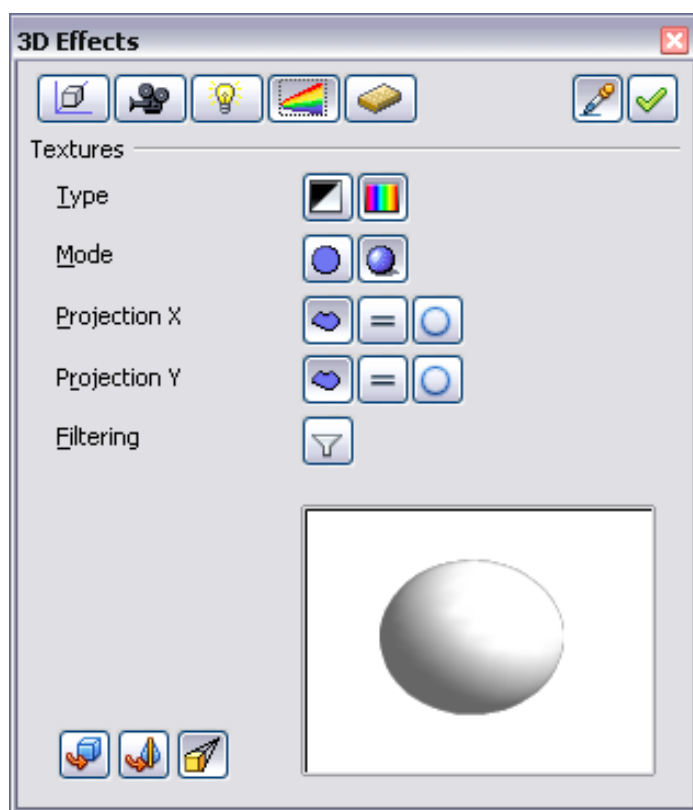 3D Effects
Textures
Type
Mode
Projection X
Projection Y
Filtering